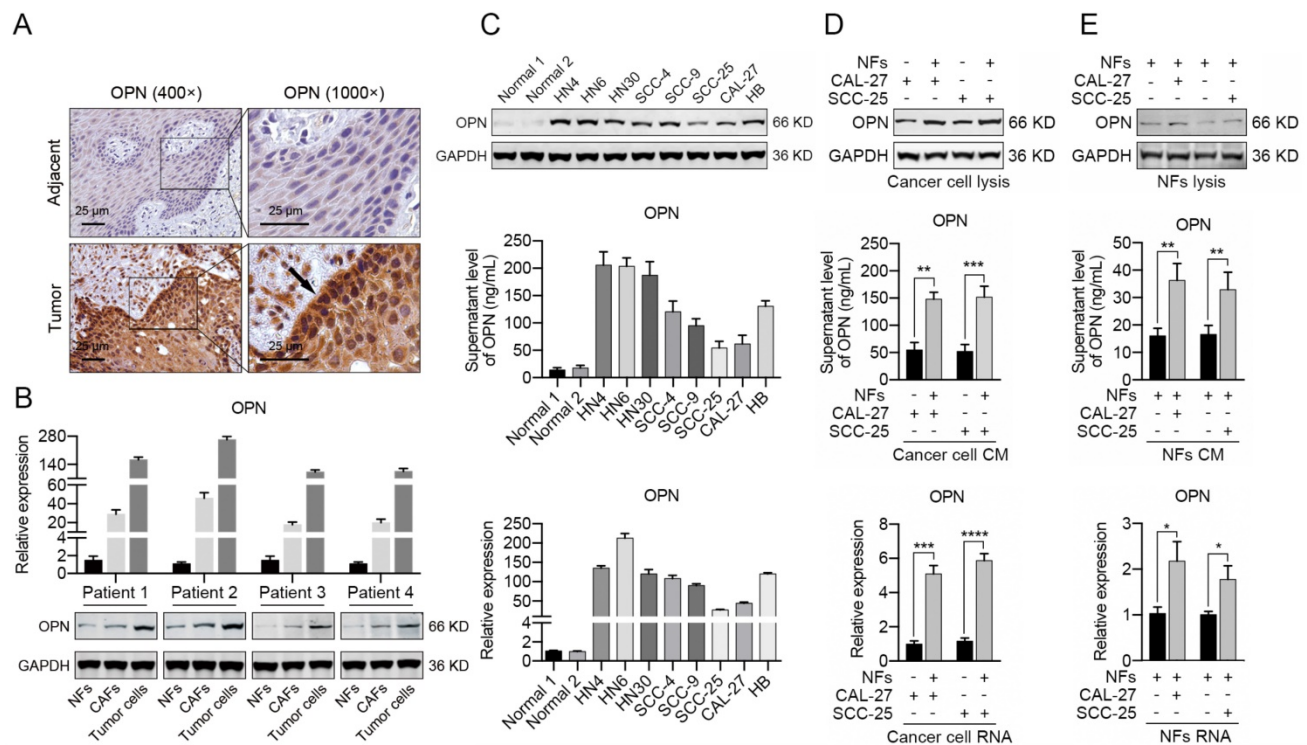 A
OPN (400×)
OPN (1000×)
Adjacent
25 μm
25 μm
Tumor
25 μm
25 μm
B
OPN
Relative expression
280
140
60
40
20
4
2
0
Patient 1
Patient 2
Patient 3
Patient 4
OPN
66 KD
GAPDH
36 KD
NFs
CAFs
Tumor cells
NFs
CAFs
Tumor cells
NFs
CAFs
Tumor cells
NFs
CAFs
Tumor cells
C
Normal 1
Normal 2
HN4
HN6
HN30
SCC-4
SCC-9
SCC-25
CAL-27
HB
OPN
66 KD
GAPDH
36 KD
OPN
Supernatant level
of OPN (ng/mL)
250
200
150
100
50
0
Normal 1
Normal 2
HN4
HN6
HN30
SCC-4
SCC-9
SCC-25
CAL-27
HB
OPN
Relative expression
250
200
150
100
50
4
2
1
0
Normal 1
Normal 2
HN4
HN6
HN30
SCC-4
SCC-9
SCC-25
CAL-27
HB
D
NFs - + - +
CAL-27 + + - -
SCC-25 - - + +
OPN
66 KD
GAPDH
36 KD
Cancer cell lysis
OPN
Supernatant level
of OPN (ng/mL)
200
150
100
50
0
**
***
NFs - + - +
CAL-27 + + - -
SCC-25 - - + +
Cancer cell CM
OPN
Relative expression
8
6
4
2
0
***
****
NFs - + - +
CAL-27 + + - -
SCC-25 - - + +
Cancer cell RNA
E
NFs + + + +
CAL-27 - + - -
SCC-25 - - - +
OPN
66 KD
GAPDH
36 KD
NFs lysis
OPN
Supernatant level
of OPN (ng/mL)
50
40
30
20
10
0
**
**
NFs + + + +
CAL-27 - + - -
SCC-25 - - - +
NFs CM
OPN
Relative expression
3
2
1
0
*
*
NFs + + + +
CAL-27 - + - -
SCC-25 - - - +
NFs RNA